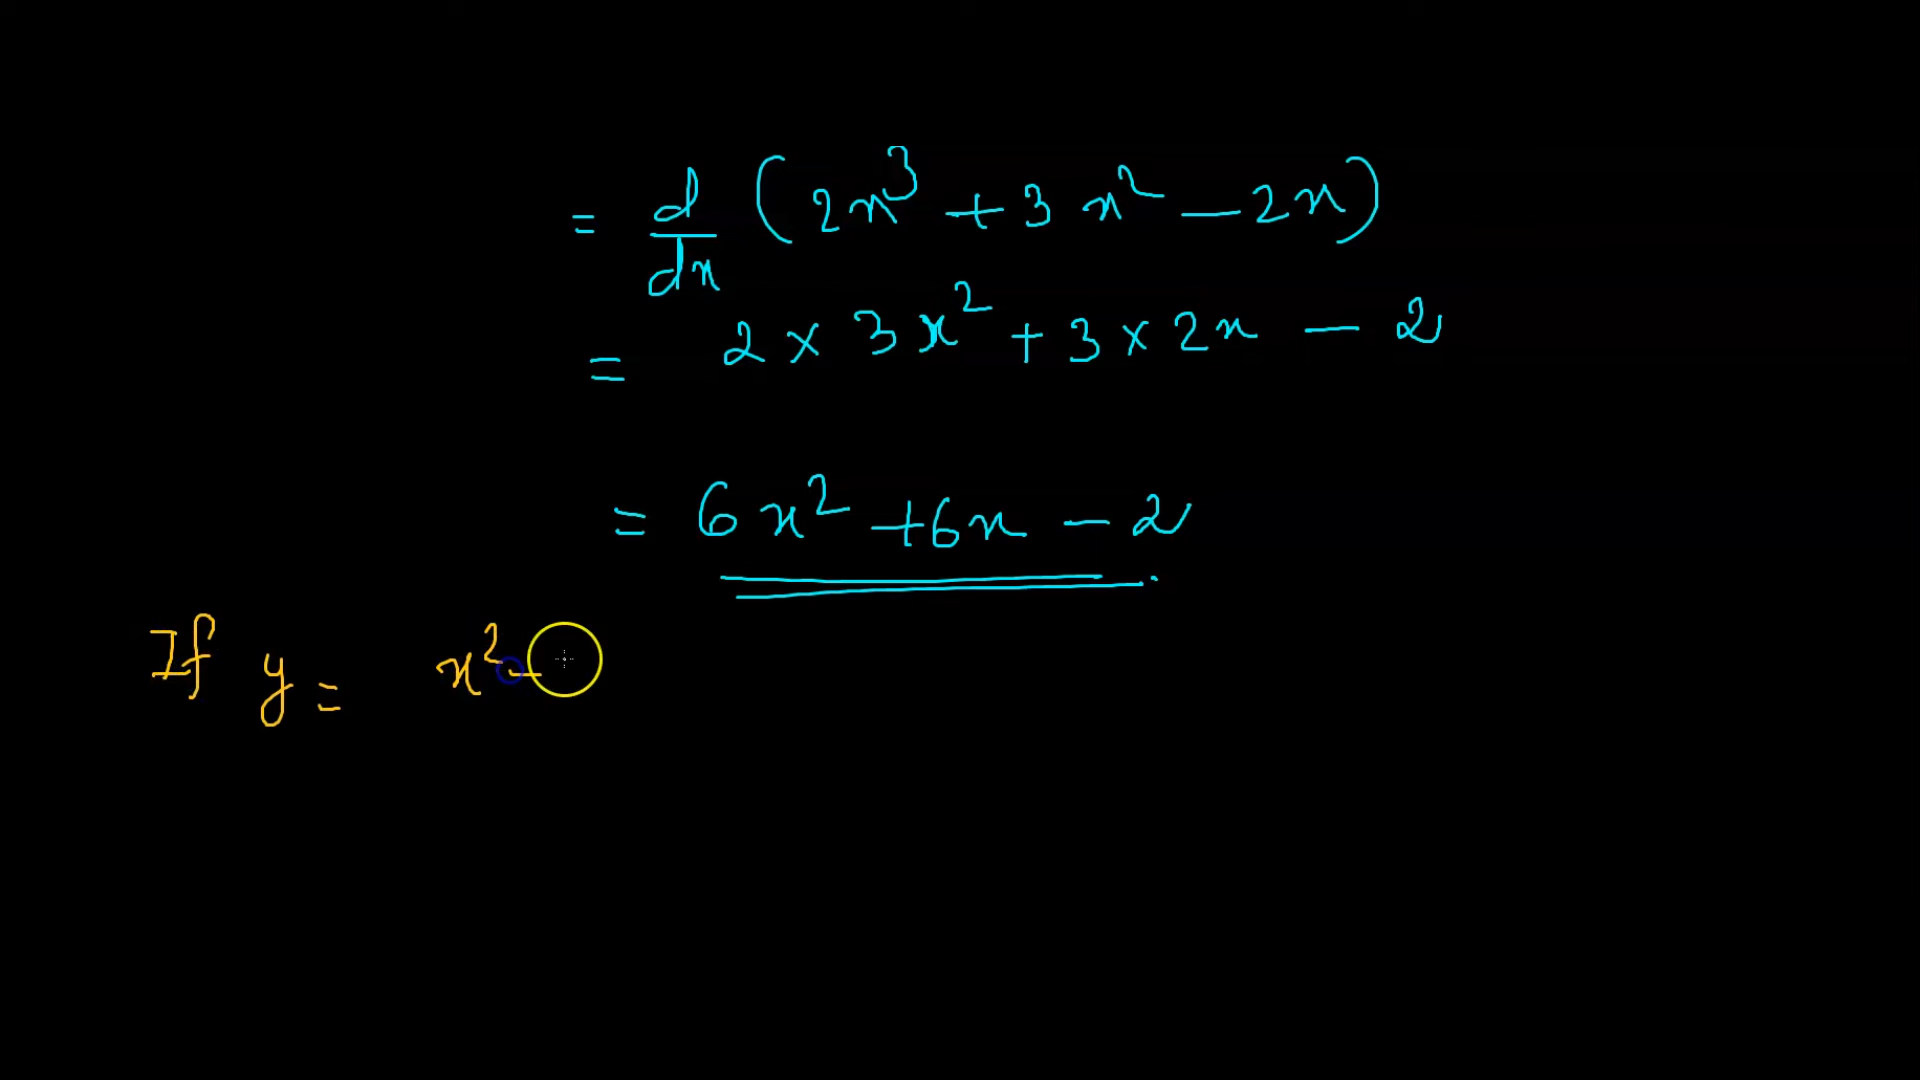 = d/dx (2x³ + 3x² - 2x)
= 2 × 3x² + 3 × 2x - 2
= 6x² + 6x - 2
If y = x² -